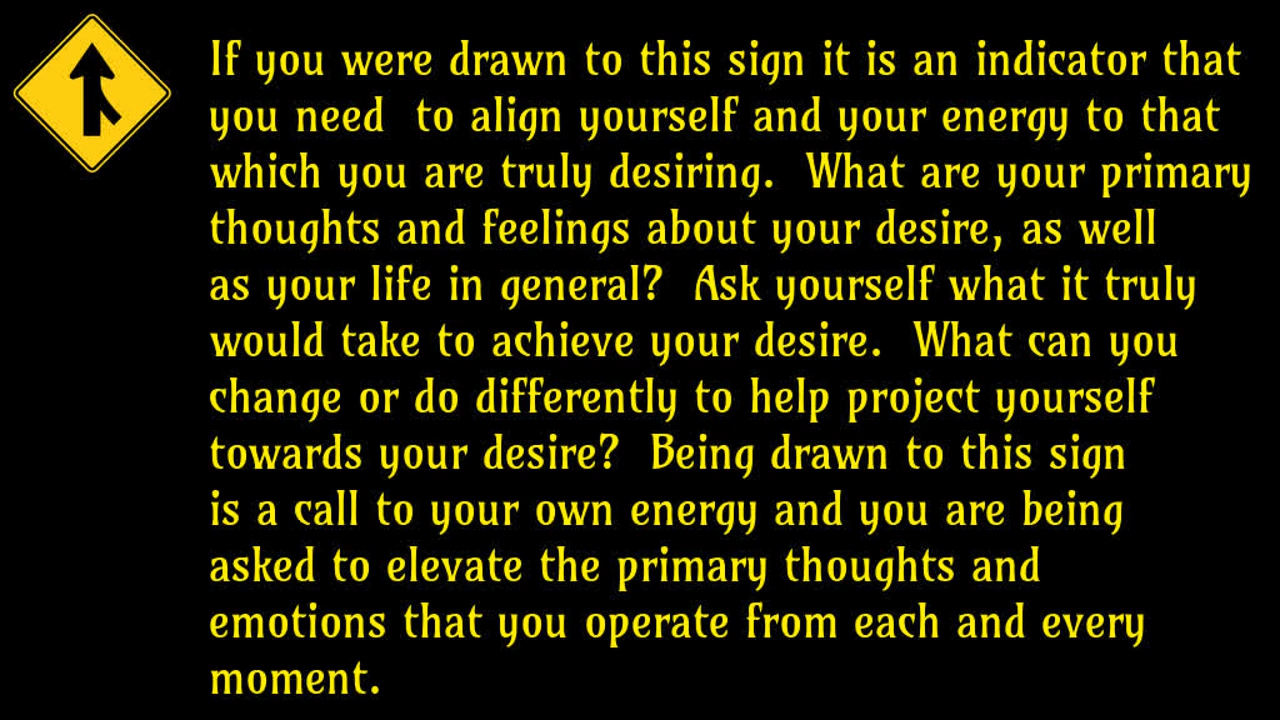 If you were drawn to this sign it is an indicator that
you need  to align yourself and your energy to that
which you are truly desiring.  What are your primary
thoughts and feelings about your desire, as well
as your life in general?  Ask yourself what it truly
would take to achieve your desire.  What can you
change or do differently to help project yourself
towards your desire?  Being drawn to this sign
is a call to your own energy and you are being
asked to elevate the primary thoughts and
emotions that you operate from each and every
moment.